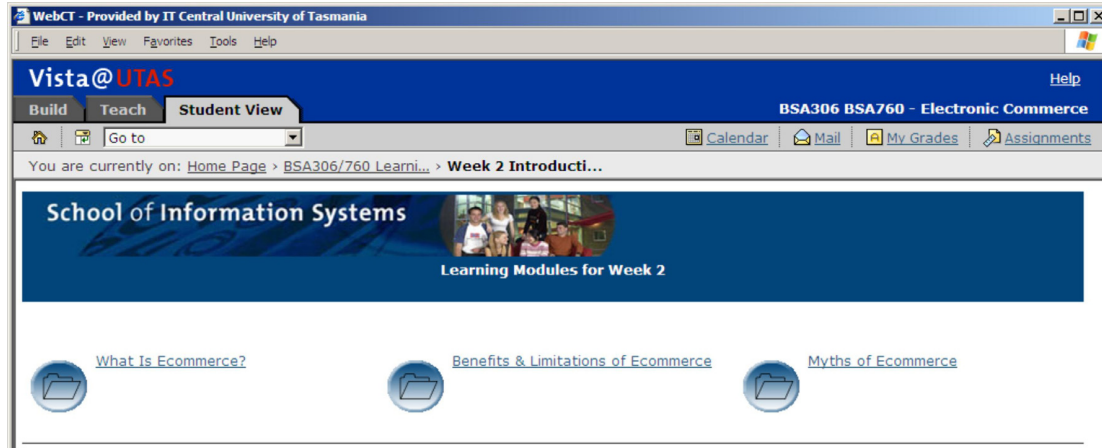 WebCT - Provided by IT Central University of Tasmania
File Edit View Favorites Tools Help
Vista@UTAS Help
Build Teach Student View BSA306 BSA760 - Electronic Commerce
Go to Calendar Mail My Grades Assignments
You are currently on: Home Page › BSA306/760 Learni... › Week 2 Introducti...
School of Information Systems
Learning Modules for Week 2
What Is Ecommerce? Benefits & Limitations of Ecommerce Myths of Ecommerce